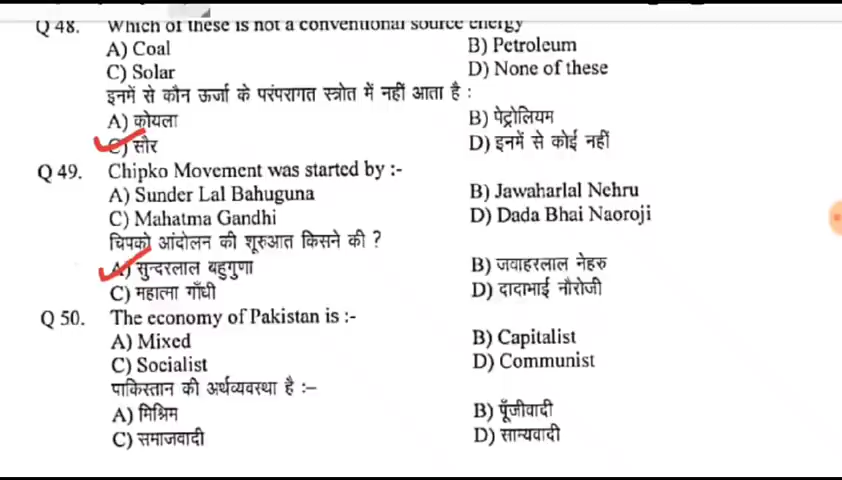 Q 48. Which of these is not a conventional source energy
A) Coal B) Petroleum
C) Solar D) None of these
इनमें से कौन ऊर्जा के परंपरागत स्त्रोत में नहीं आता है :
A) कोयला B) पेट्रोलियम
C) सौर D) इनमें से कोई नहीं
Q 49. Chipko Movement was started by :-
A) Sunder Lal Bahuguna B) Jawaharlal Nehru
C) Mahatma Gandhi D) Dada Bhai Naoroji
चिपको आंदोलन की शूरुआत किसने की ?
A) सुन्दरलाल बहुगुणा B) जवाहरलाल नेहरु
C) महात्मा गाँधी D) दादाभाई नौरोजी
Q 50. The economy of Pakistan is :-
A) Mixed B) Capitalist
C) Socialist D) Communist
पाकिस्तान की अर्थव्यवस्था है :–
A) मिश्रिम B) पूँजीवादी
C) समाजवादी D) साम्यवादी